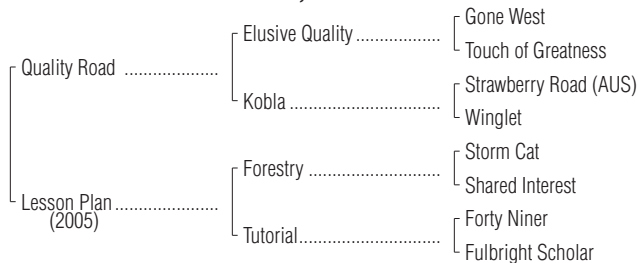 Gone West
Elusive Quality ..................
Touch of Greatness
Quality Road ....................
Strawberry Road (AUS)
Kobla ................................
Winglet
Storm Cat
Forestry ............................
Shared Interest
Lesson Plan ......................
(2005)
Forty Niner
Tutorial..............................
Fulbright Scholar